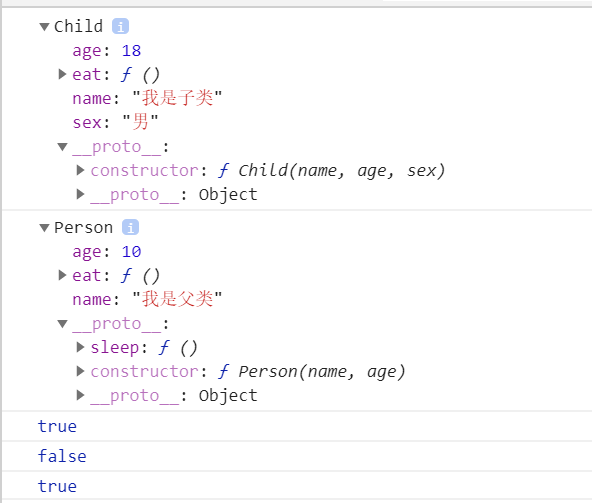 Child i
age: 18
eat: ƒ ()
name: "我是子类"
sex: "男"
__proto__:
constructor: ƒ Child(name, age, sex)
__proto__: Object
Person i
age: 10
eat: ƒ ()
name: "我是父类"
__proto__:
sleep: ƒ ()
constructor: ƒ Person(name, age)
__proto__: Object
true
false
true